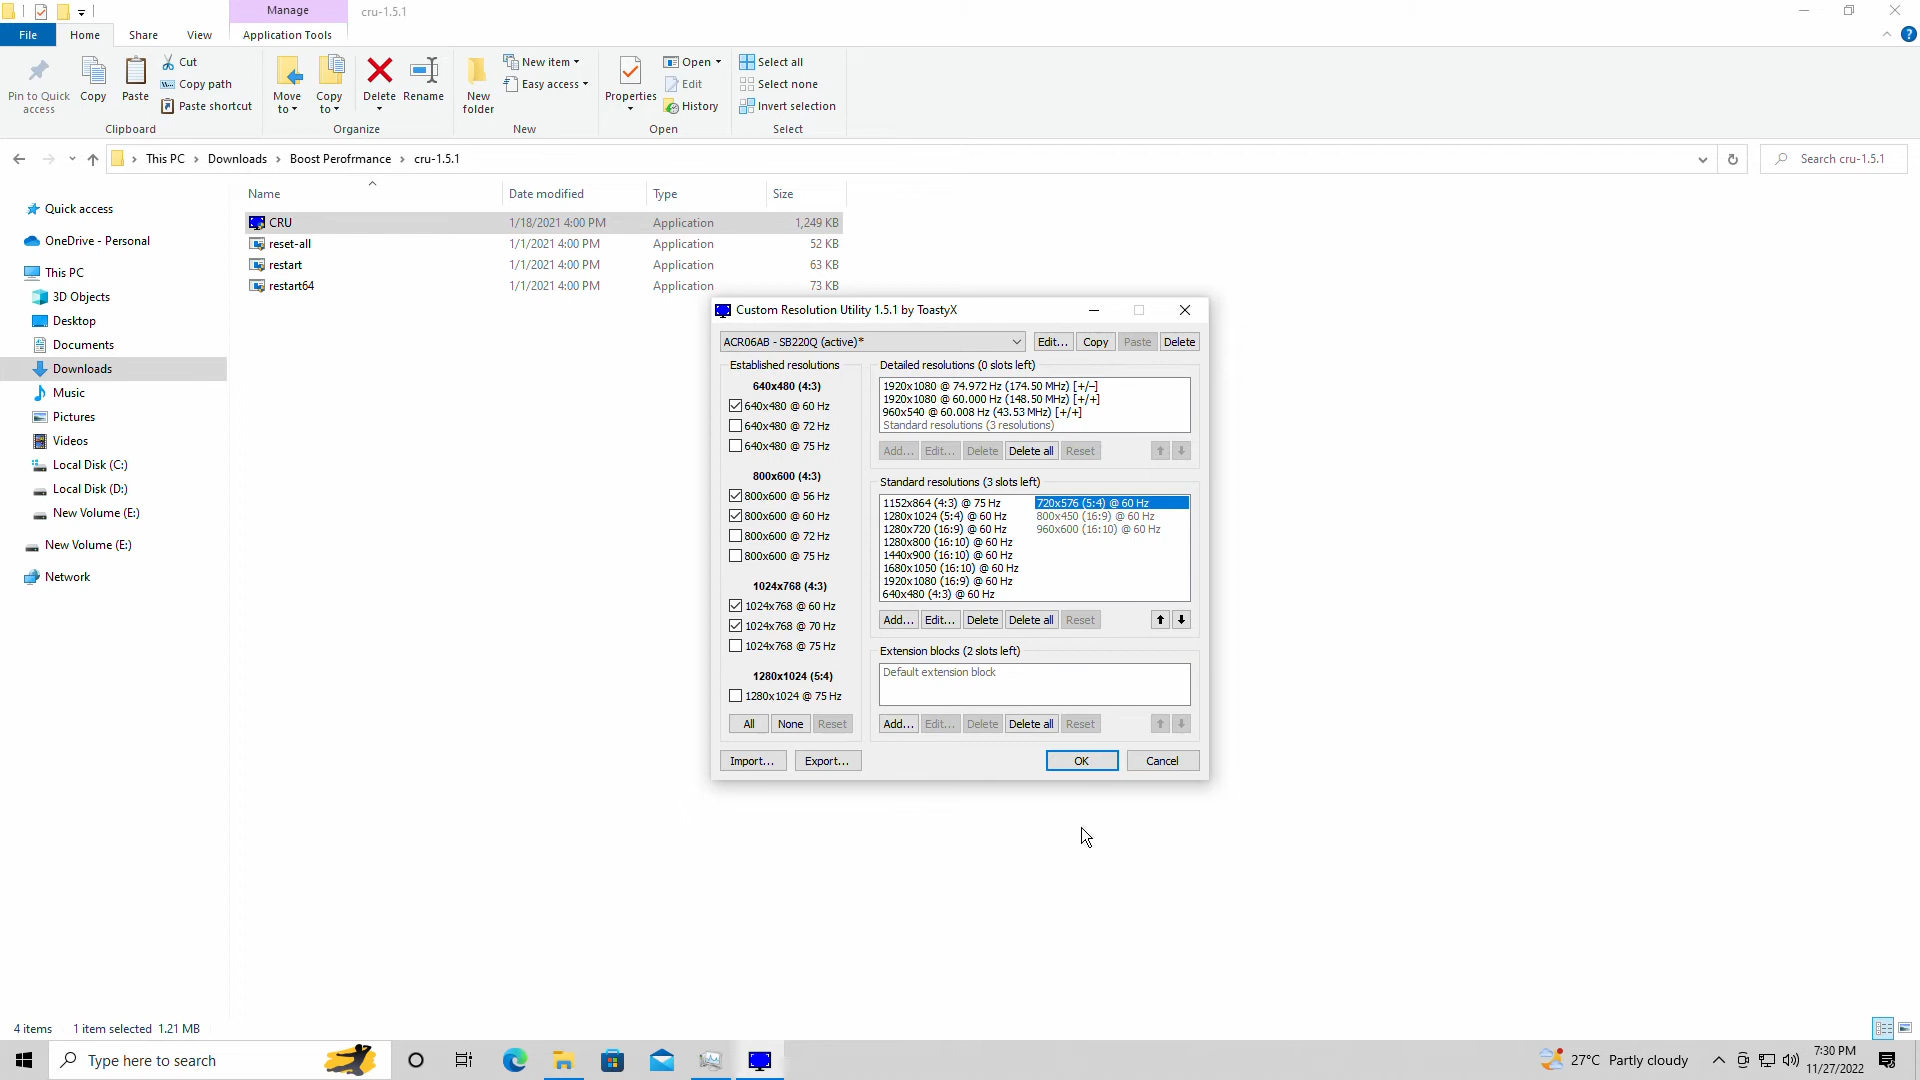 Manage
cru-1.5.1
File
Home
Share
View
Application Tools
Pin to Quick access
Copy
Paste
Cut
Copy path
Paste shortcut
Clipboard
Move to
Copy to
Delete
Rename
Organize
New folder
New item
Easy access
New
Properties
Open
Edit
History
Open
Select all
Select none
Invert selection
Select
This PC
Downloads
Boost Perofrmance
cru-1.5.1
Search cru-1.5.1
Quick access
OneDrive - Personal
This PC
3D Objects
Desktop
Documents
Downloads
Music
Pictures
Videos
Local Disk (C:)
Local Disk (D:)
New Volume (E:)
New Volume (E:)
Network
Name Date modified Type Size
CRU 1/18/2021 4:00 PM Application 1,249 KB
reset-all 1/1/2021 4:00 PM Application 52 KB
restart 1/1/2021 4:00 PM Application 63 KB
restart64 1/1/2021 4:00 PM Application 73 KB
Custom Resolution Utility 1.5.1 by ToastyX
ACR06AB - SB220Q (active)*
Edit...
Copy
Paste
Delete
Established resolutions
640x480 (4:3)
640x480 @ 60 Hz
640x480 @ 72 Hz
640x480 @ 75 Hz
800x600 (4:3)
800x600 @ 56 Hz
800x600 @ 60 Hz
800x600 @ 72 Hz
800x600 @ 75 Hz
1024x768 (4:3)
1024x768 @ 60 Hz
1024x768 @ 70 Hz
1024x768 @ 75 Hz
1280x1024 (5:4)
1280x1024 @ 75 Hz
All
None
Reset
Detailed resolutions (0 slots left)
1920x1080 @ 74.972 Hz (174.50 MHz) [+/-]
1920x1080 @ 60.000 Hz (148.50 MHz) [+/+]
960x540 @ 60.008 Hz (43.53 MHz) [+/+]
Standard resolutions (3 resolutions)
Add...
Edit...
Delete
Delete all
Reset
Standard resolutions (3 slots left)
1152x864 (4:3) @ 75 Hz
1280x1024 (5:4) @ 60 Hz
1280x720 (16:9) @ 60 Hz
1280x800 (16:10) @ 60 Hz
1440x900 (16:10) @ 60 Hz
1680x1050 (16:10) @ 60 Hz
1920x1080 (16:9) @ 60 Hz
640x480 (4:3) @ 60 Hz
720x576 (5:4) @ 60 Hz
800x450 (16:9) @ 60 Hz
960x600 (16:10) @ 60 Hz
Add...
Edit...
Delete
Delete all
Reset
Extension blocks (2 slots left)
Default extension block
Add...
Edit...
Delete
Delete all
Reset
Import...
Export...
OK
Cancel
4 items
1 item selected 1.21 MB
Type here to search
27°C Partly cloudy
7:30 PM
11/27/2022